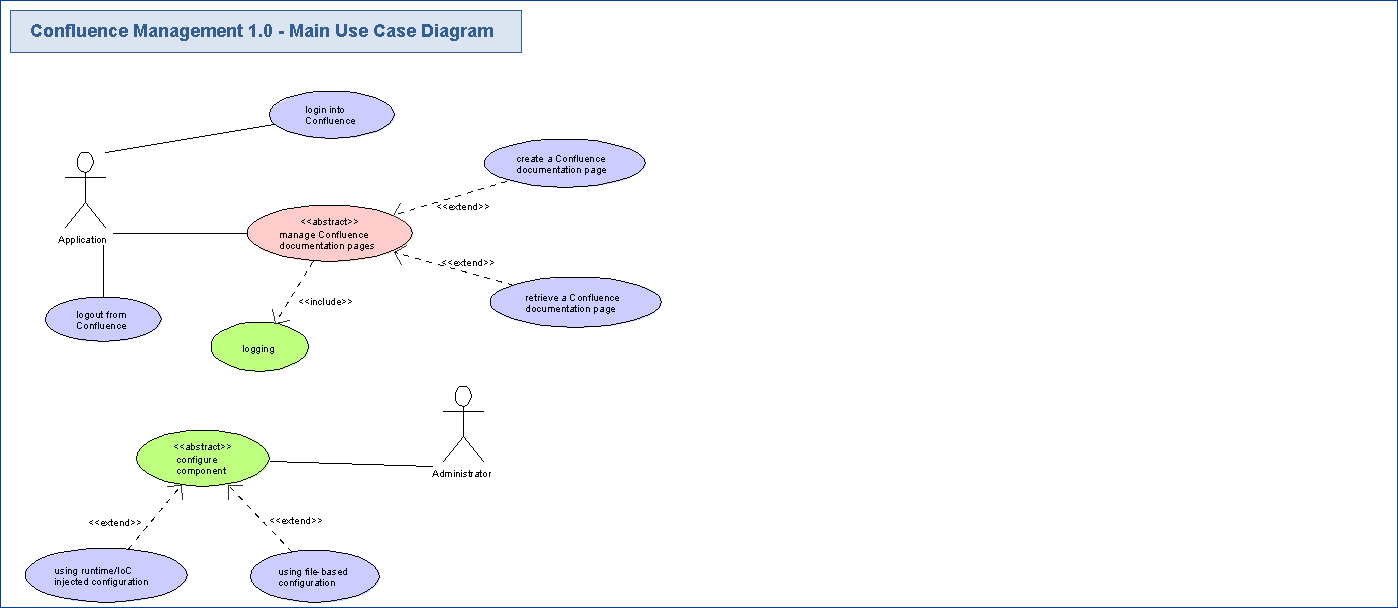 Confluence Management 1.0 - Main Use Case Diagram
login into
Confluence
create a Confluence
documentation page
<<extend>>
<<abstract>>
manage Confluence
documentation pages
Application
<<extend>>
retrieve a Confluence
documentation page
<<include>>
logout from
Confluence
logging
<<abstract>>
configure
component
Administrator
<<extend>>
<<extend>>
using runtime/IoC
injected configuration
using file-based
configuration